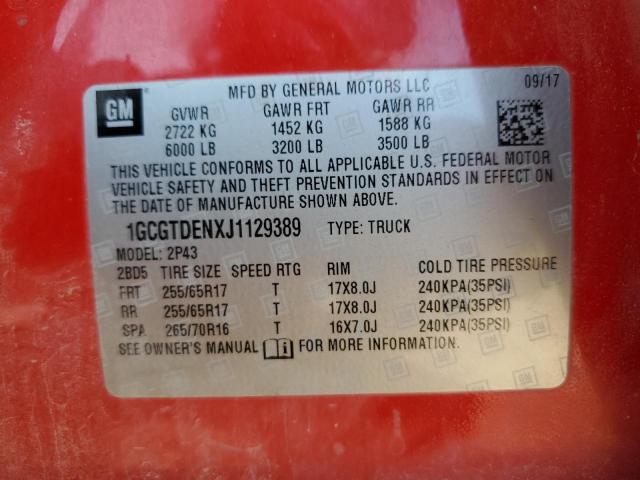 MFD BY GENERAL MOTORS LLC 09/17
GM GVWR GAWR FRT GAWR RR
2722 KG 1452 KG 1588 KG
6000 LB 3200 LB 3500 LB
THIS VEHICLE CONFORMS TO ALL APPLICABLE U.S. FEDERAL MOTOR
VEHICLE SAFETY AND THEFT PREVENTION STANDARDS IN EFFECT ON
THE DATE OF MANUFACTURE SHOWN ABOVE.
1GCGTDENXJ1129389 TYPE: TRUCK
MODEL: 2P43
2BD5 TIRE SIZE SPEED RTG RIM COLD TIRE PRESSURE
FRT 255/65R17 T 17X8.0J 240KPA(35PSI)
RR 255/65R17 T 17X8.0J 240KPA(35PSI)
SPA 265/70R16 T 16X7.0J 240KPA(35PSI)
SEE OWNER'S MANUAL i FOR MORE INFORMATION.